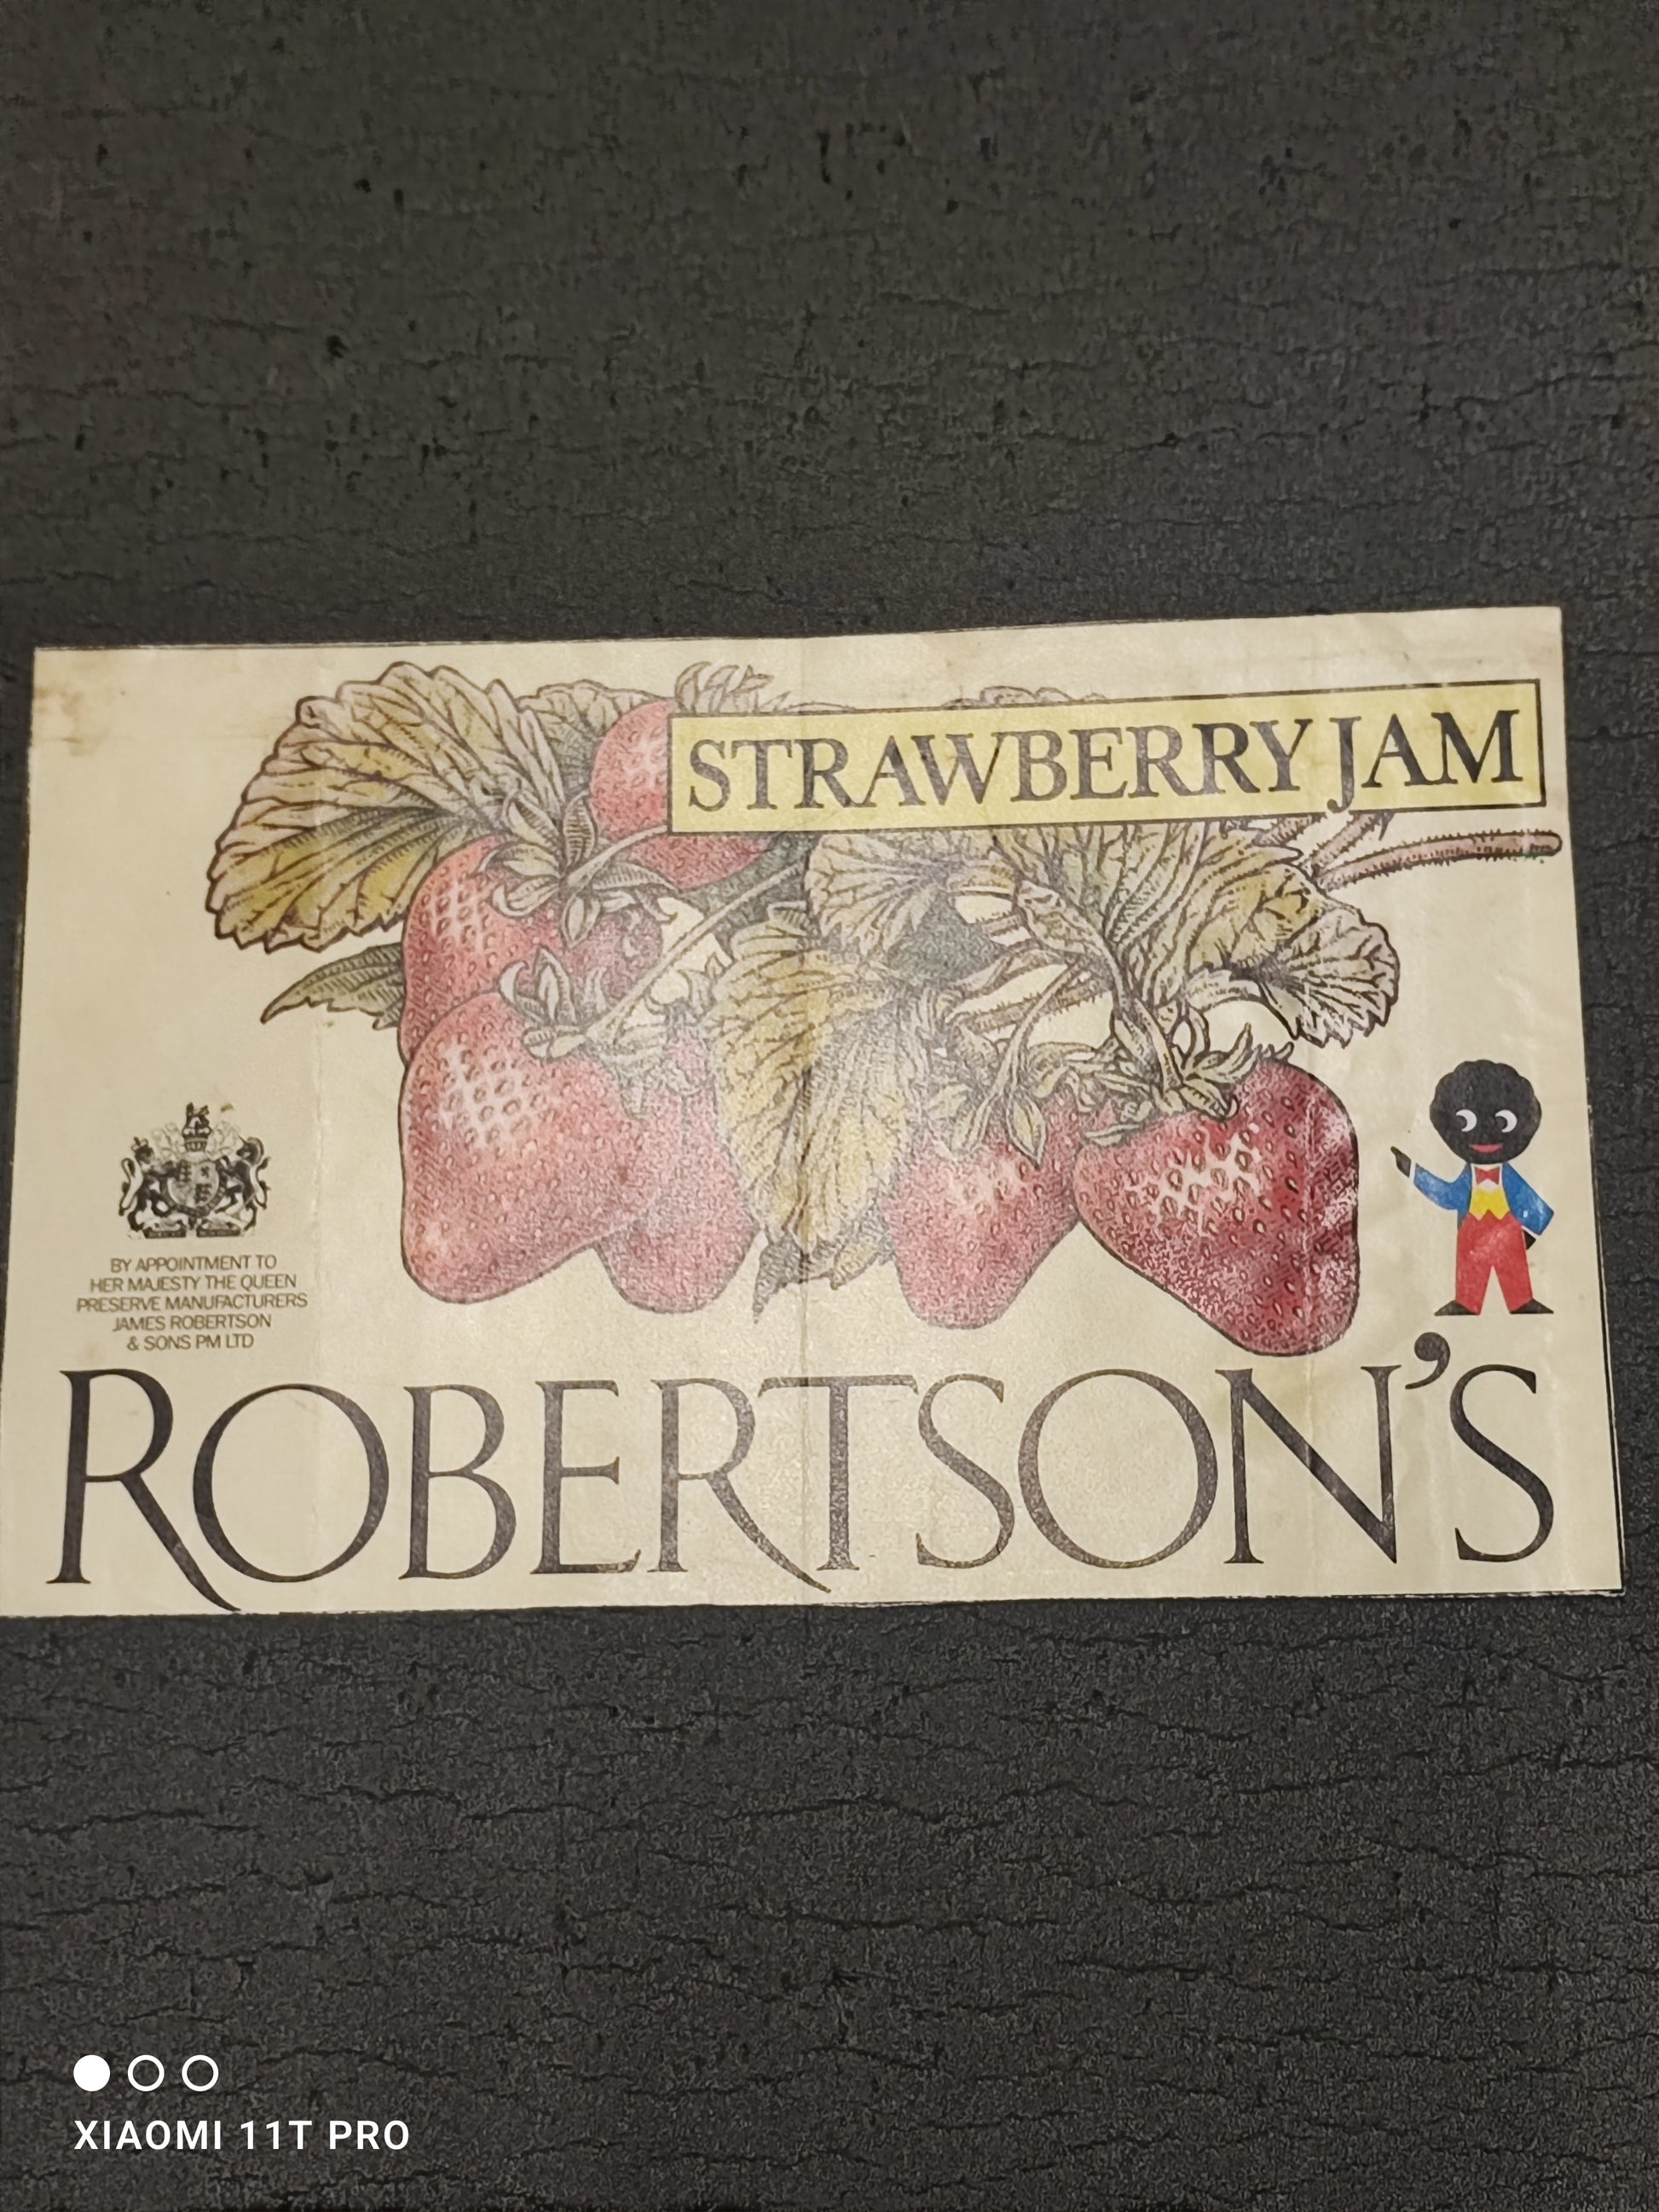 STRAWBERRY JAM
BY APPOINTMENT TO
HER MAJESTY THE QUEEN
PRESERVE MANUFACTURERS
JAMES ROBERTSON
& SONS PM LTD
ROBERTSON'S
XIAOMI 11T PRO